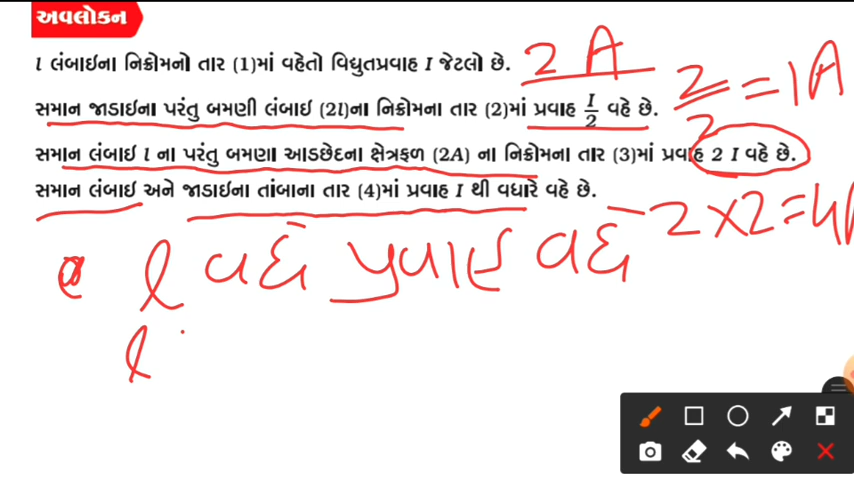 અવલોકન
l લંબાઈના નિક્રોમનો તાર (1)માં વહેતો વિદ્યુતપ્રવાહ I જેટલો છે. 2 A
સમાન જાડાઈના પરંતુ બમણી લંબાઈ (2l)ના નિક્રોમના તાર (2)માં પ્રવાહ I/2 વહે છે. 2/2 = 1A
સમાન લંબાઈ l ના પરંતુ બમણા આડછેદના ક્ષેત્રફળ (2A) ના નિક્રોમના તાર (3)માં પ્રવાહ 2 I વહે છે.
સમાન લંબાઈ અને જાડાઈના તાંબાના તાર (4)માં પ્રવાહ I થી વધારે વહે છે. 2×2=4
l વધે પ્રવાહ વધે
l